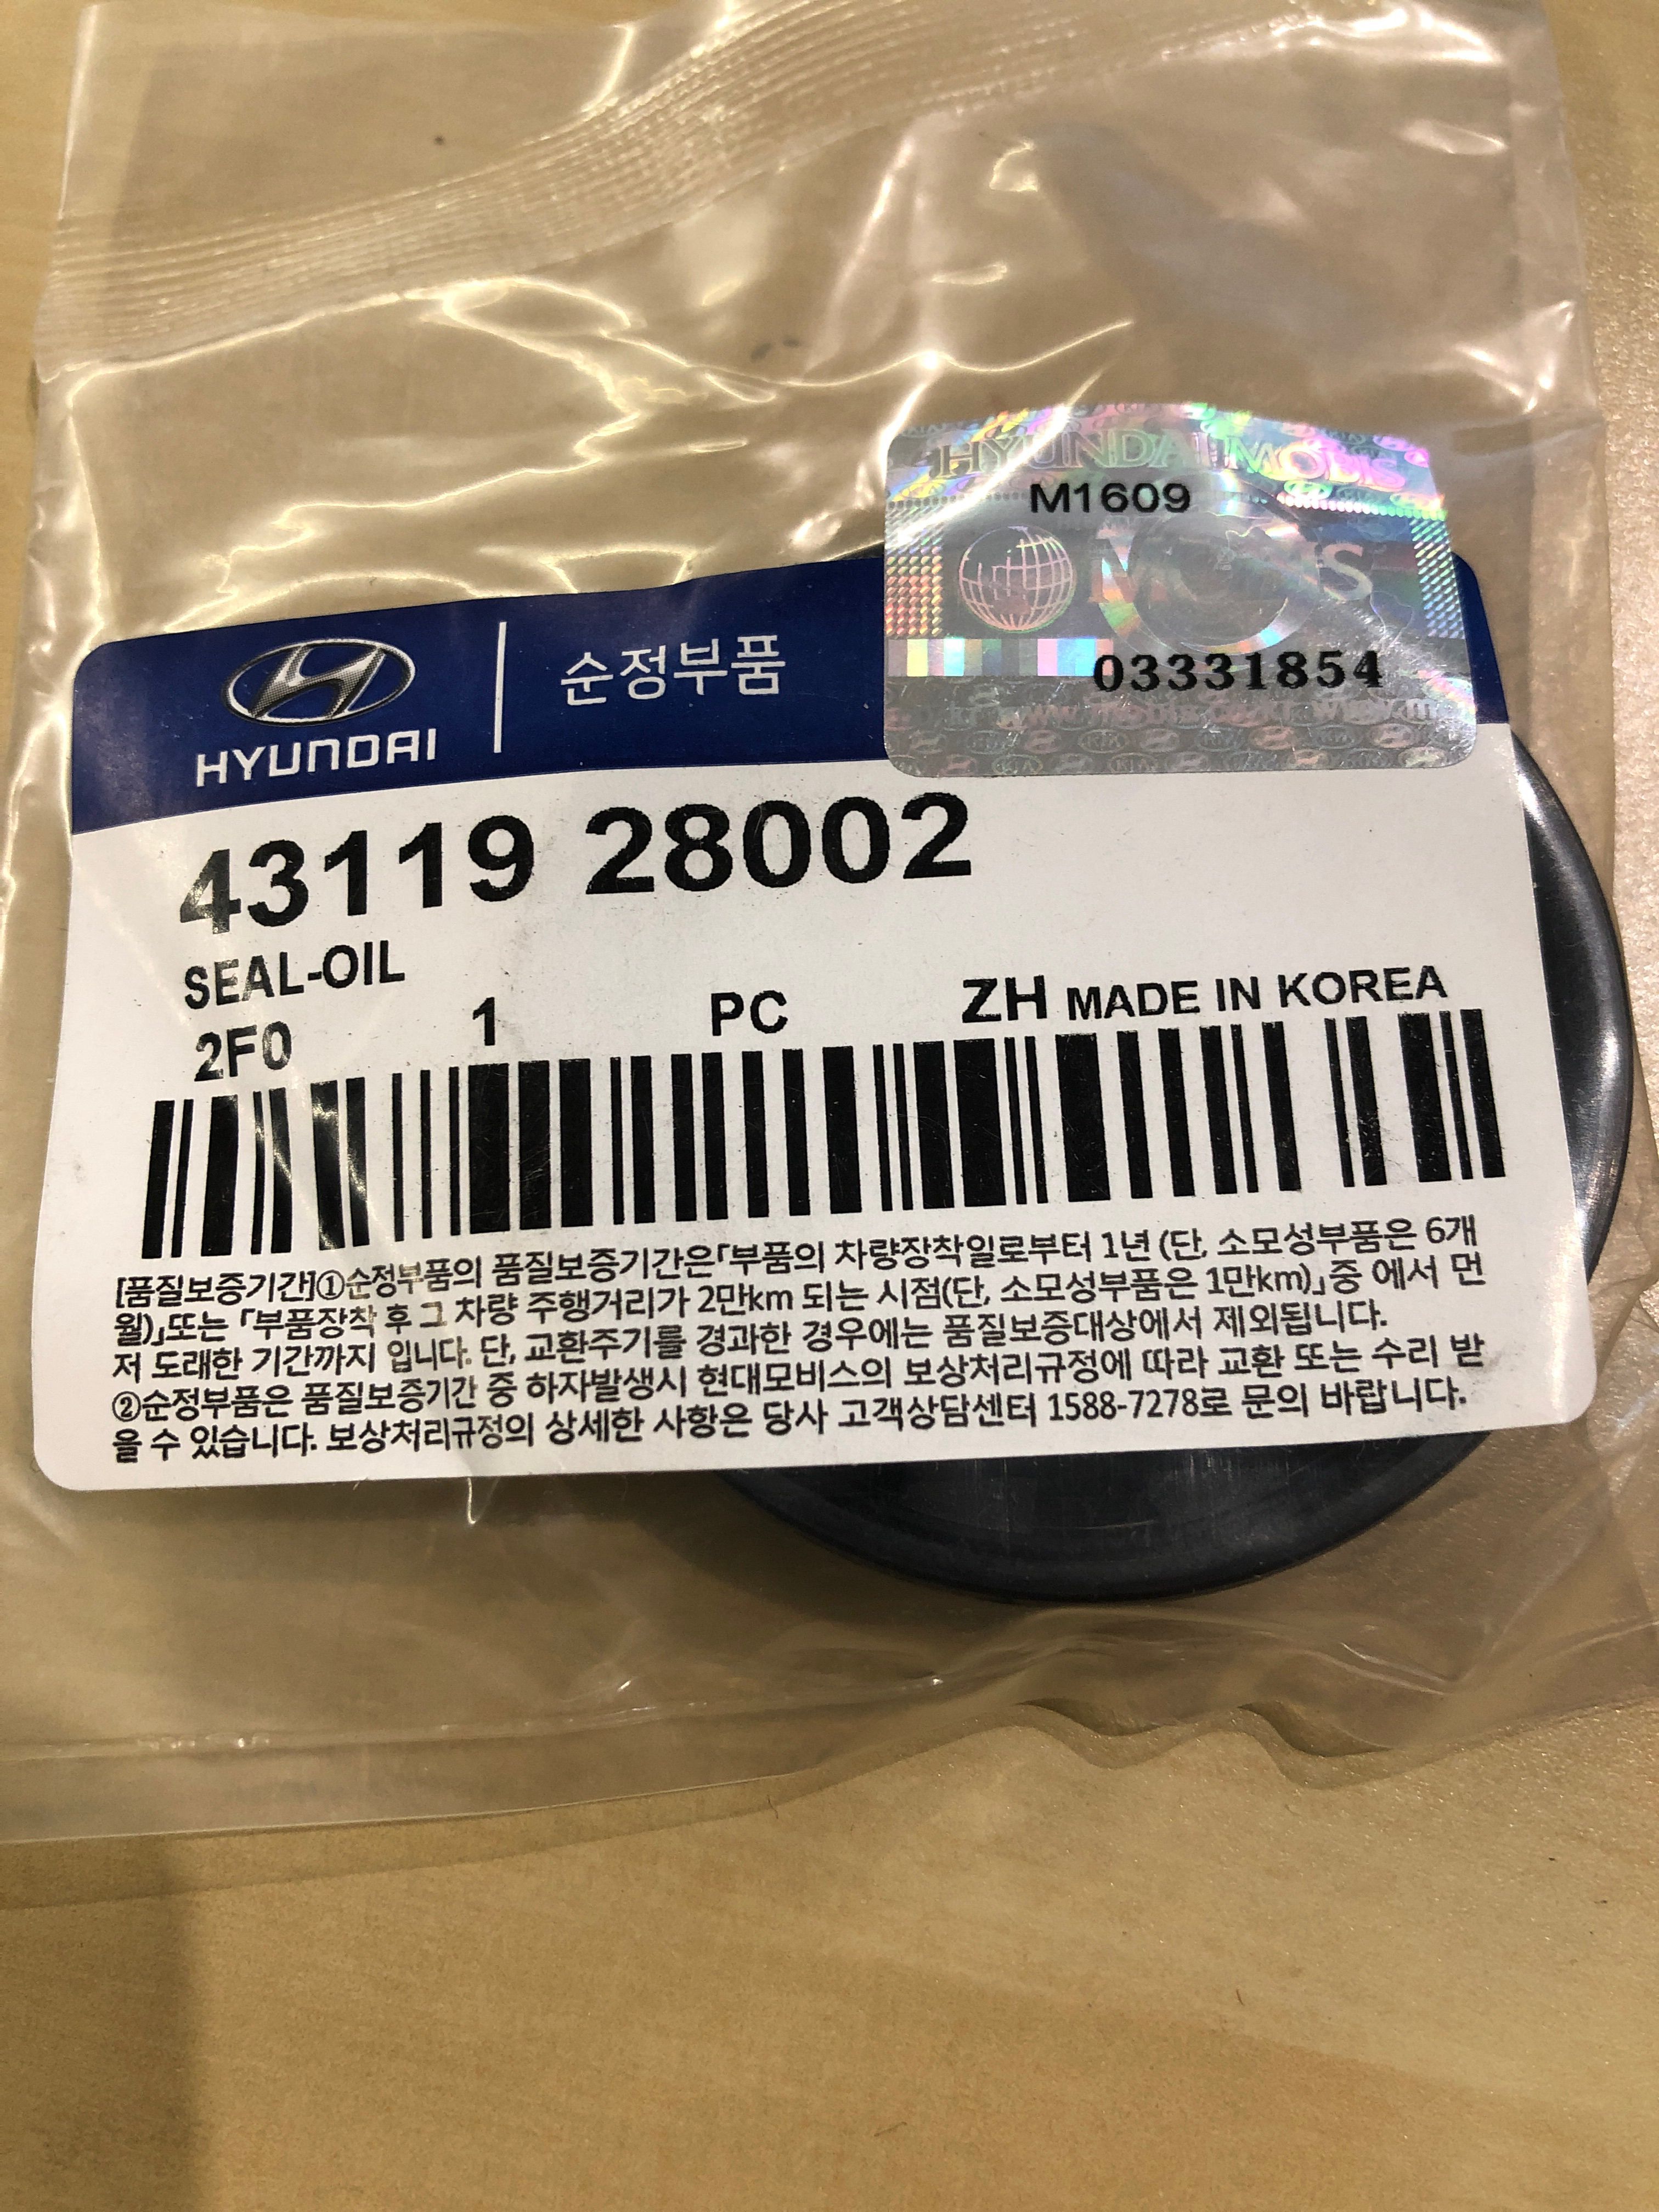 HYUNDAI MOBIS
M1609
03331854
HYUNDAI
순정부품
43119 28002
SEAL-OIL
2F0 1 PC ZH MADE IN KOREA
[품질보증기간]①순정부품의 품질보증기간은「부품의 차량장착일로부터 1년 (단, 소모성부품은 6개
월)」또는 「부품장착 후 그 차량 주행거리가 2만km 되는 시점(단, 소모성부품은 1만km)」중 에서 먼
저 도래한 기간까지 입니다. 단, 교환주기를 경과한 경우에는 품질보증대상에서 제외됩니다.
②순정부품은 품질보증기간 중 하자발생시 현대모비스의 보상처리규정에 따라 교환 또는 수리 받
을 수 있습니다. 보상처리규정의 상세한 사항은 당사 고객상담센터 1588-7278로 문의 바랍니다.